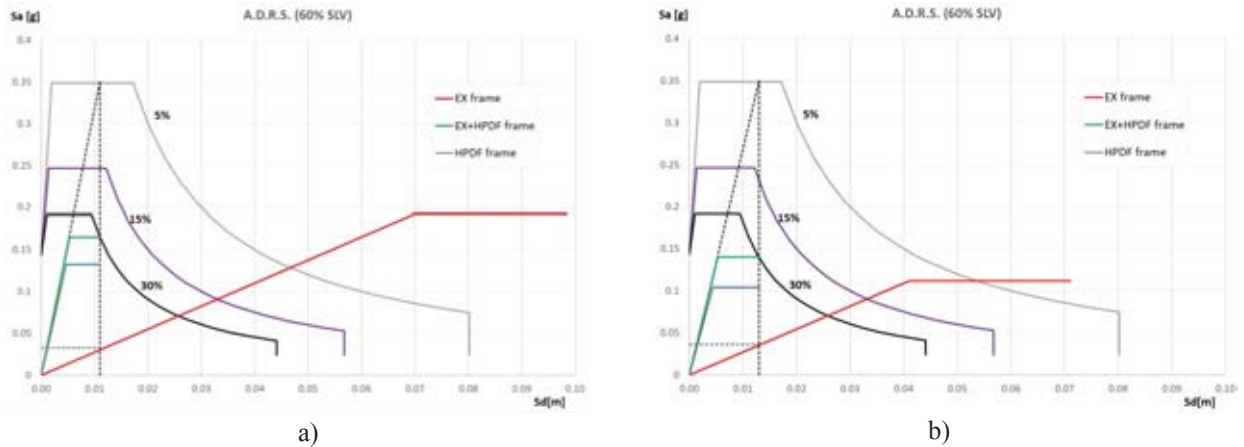 Sa [g]
A.D.R.S. (60% SLV)
0.4
0.35
0.3
0.25
0.2
0.15
0.1
0.05
0
5%
15%
30%
EX frame
EX+HPDF frame
HPDF frame
0.00 0.01 0.02 0.03 0.04 0.05 0.06 0.07 0.08 0.09 0.10
Sd[m]
a)
Sa [g]
A.D.R.S. (60% SLV)
0.4
0.35
0.3
0.25
0.2
0.15
0.1
0.05
0
5%
15%
30%
EX frame
EX+HPDF frame
HPDF frame
0.00 0.01 0.02 0.03 0.04 0.05 0.06 0.07 0.08 0.09 0.10
Sd[m]
b)